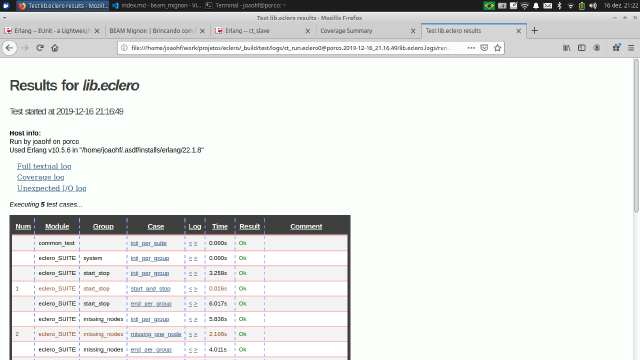 Test lib.eclero results - Mozill...
index.md - beam_mignon - Vi...
Terminal - joaohf@porco: ~
16 dez, 21:22
Test lib.eclero results - Mozilla Firefox
Erlang -- EUnit - a Lightweigh
BEAM Mignon | Brincando com
Erlang -- ct_slave
Coverage Summary
Test lib.eclero results
file:///home/joaohf/work/projetos/eclero/_build/test/logs/ct_run.eclero0@porco.2019-12-16_21.16.49/lib.eclero.logs/run
Results for lib.eclero
Test started at 2019-12-16 21:16:49
Host info:
Run by joaohf on porco
Used Erlang v10.5.6 in "/home/joaohf/.asdf/installs/erlang/22.1.8"
Full textual log
Coverage log
Unexpected I/O log
Executing 5 test cases...
Num Module Group Case Log Time Result Comment
common_test init_per_suite < > 0.000s Ok
eclero_SUITE system init_per_group < > 0.000s Ok
eclero_SUITE start_stop init_per_group < > 3.258s Ok
1 eclero_SUITE start_stop start_and_stop < > 0.026s Ok
eclero_SUITE start_stop end_per_group < > 6.017s Ok
eclero_SUITE missing_nodes init_per_group < > 5.836s Ok
2 eclero_SUITE missing_nodes missing_one_node < > 2.108s Ok
eclero_SUITE missing_nodes end_per_group < > 4.011s Ok